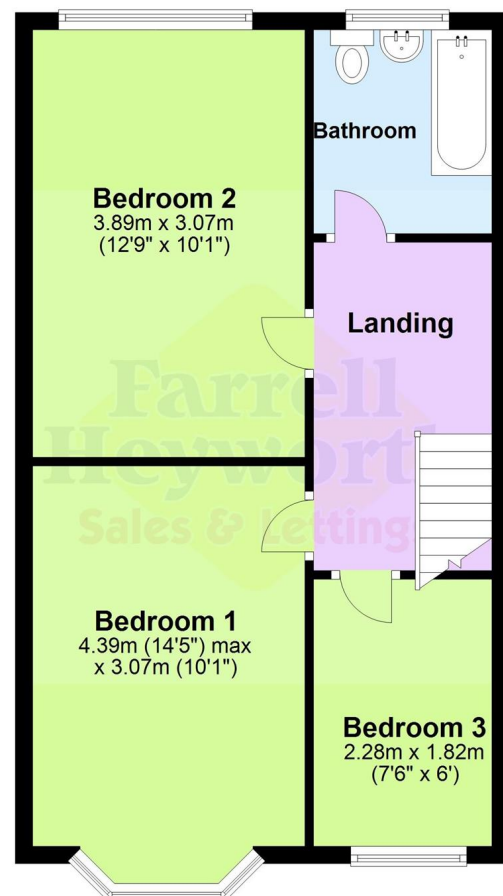 Bedroom 2
3.89m x 3.07m
(12'9" x 10'1")
Bathroom
Landing
Farrell
Heyworth
Sales & Lettings
Bedroom 1
4.39m (14'5") max
x 3.07m (10'1")
Bedroom 3
2.28m x 1.82m
(7'6" x 6')